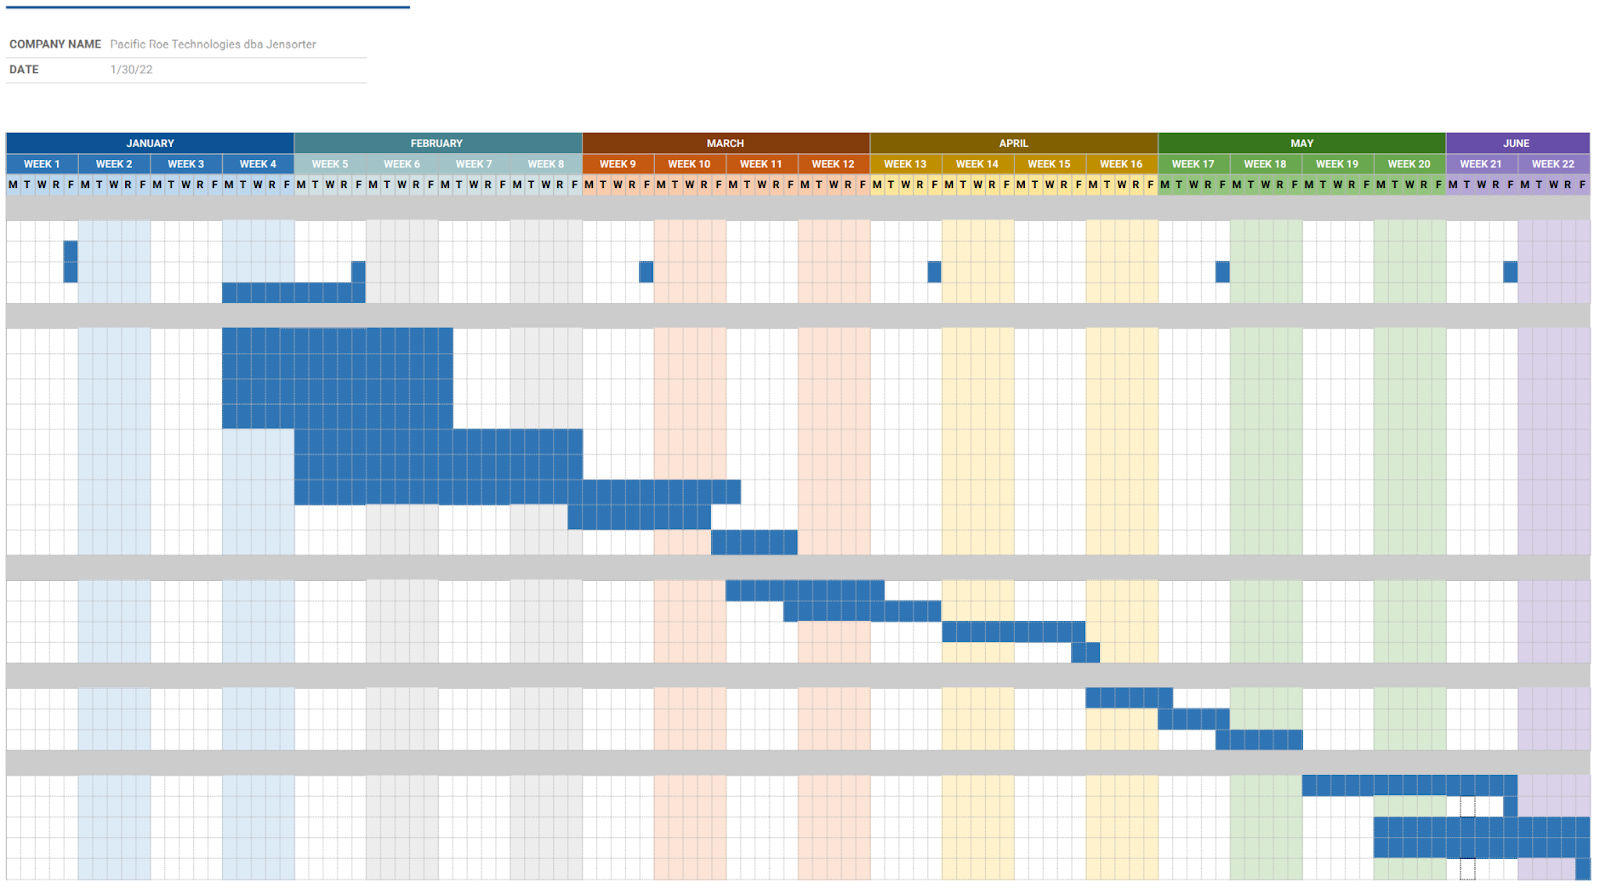 COMPANY NAME Pacific Roe Technologies dba Jensorter
DATE 1/30/22
JANUARY FEBRUARY MARCH APRIL MAY JUNE
WEEK 1 WEEK 2 WEEK 3 WEEK 4 WEEK 5 WEEK 6 WEEK 7 WEEK 8 WEEK 9 WEEK 10 WEEK 11 WEEK 12 WEEK 13 WEEK 14 WEEK 15 WEEK 16 WEEK 17 WEEK 18 WEEK 19 WEEK 20 WEEK 21 WEEK 22
M T W R F M T W R F M T W R F M T W R F M T W R F M T W R F M T W R F M T W R F M T W R F M T W R F M T W R F M T W R F M T W R F M T W R F M T W R F M T W R F M T W R F M T W R F M T W R F M T W R F M T W R F M T W R F